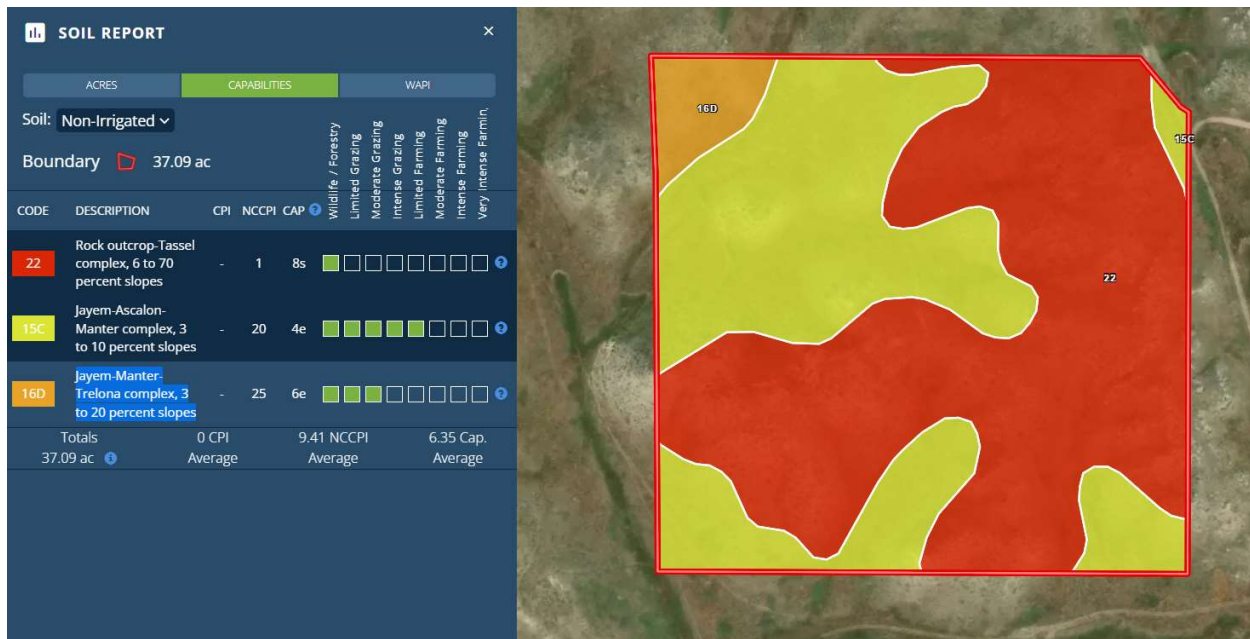 SOIL REPORT
×
ACRES
CAPABILITIES
WAPI
Soil: Non-Irrigated
Boundary 37.09 ac
CODE DESCRIPTION CPI NCCPI CAP ?
Wildlife / Forestry
Limited Grazing
Moderate Grazing
Intense Grazing
Limited Farming
Moderate Farming
Intense Farming
Very Intense Farmin
22
Rock outcrop-Tassel
complex, 6 to 70
percent slopes
- 1 8s ?
15C
Jayem-Ascalon-
Manter complex, 3
to 10 percent slopes
- 20 4e ?
16D
Jayem-Manter-
Trelona complex, 3
to 20 percent slopes
- 25 6e ?
Totals 0 CPI 9.41 NCCPI 6.35 Cap.
37.09 ac i Average Average Average
16D
15C
22